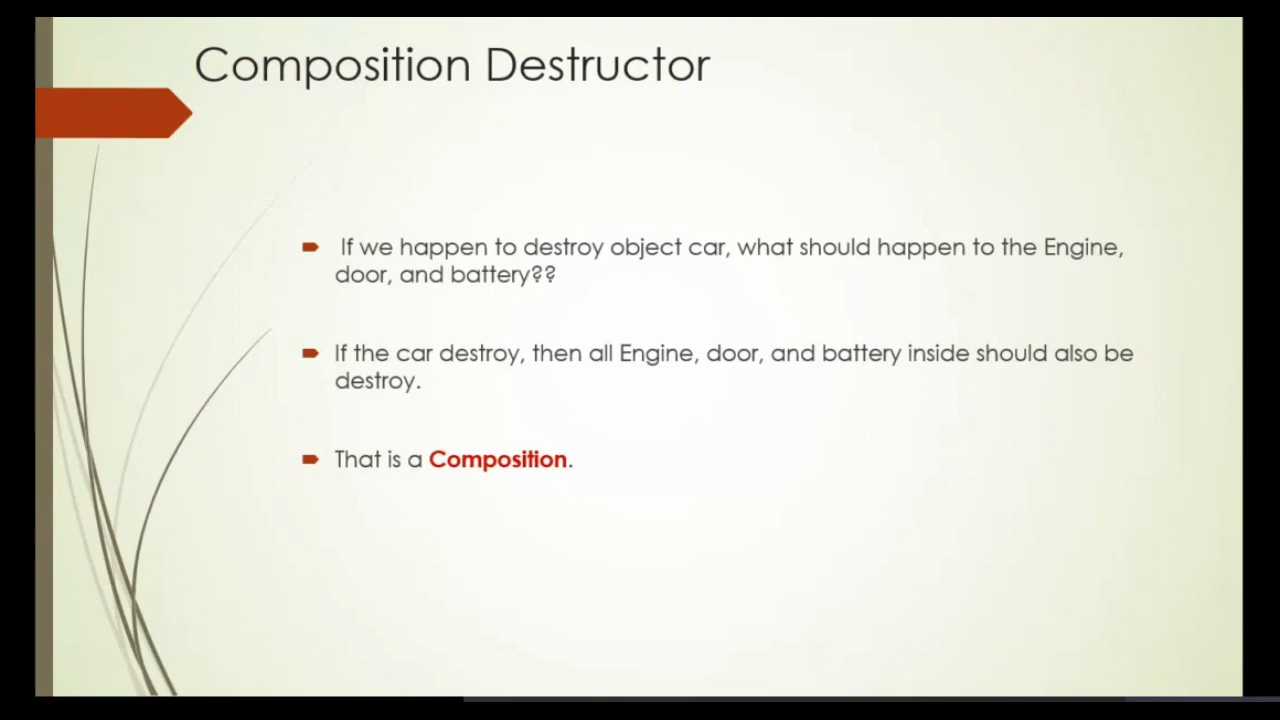 Composition Destructor
If we happen to destroy object car, what should happen to the Engine,
door, and battery??
If the car destroy, then all Engine, door, and battery inside should also be
destroy.
That is a Composition.